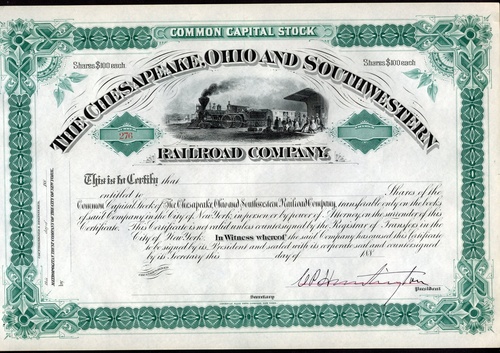 COMMON CAPITAL STOCK
Shares $100 each
Shares $100 each
THE CHESAPEAKE, OHIO AND SOUTHWESTERN
276
RAILROAD COMPANY.
This is to Certify that
entitled to Shares of the
Common Capital Stock of The Chesapeake, Ohio and Southwestern Railroad Company, transferable only on the books
of said Company in the City of New York, in person or by power of Attorney, on the surrender of this
Certificate. This Certificate is not valid unless countersigned by the Registrar of Transfers in the
City of New York. In Witness whereof the said Company has caused this Certificate
to be signed by its President and sealed with its corporate seal and countersigned
by its Secretary this day of 188
C P Huntington
Secretary
President